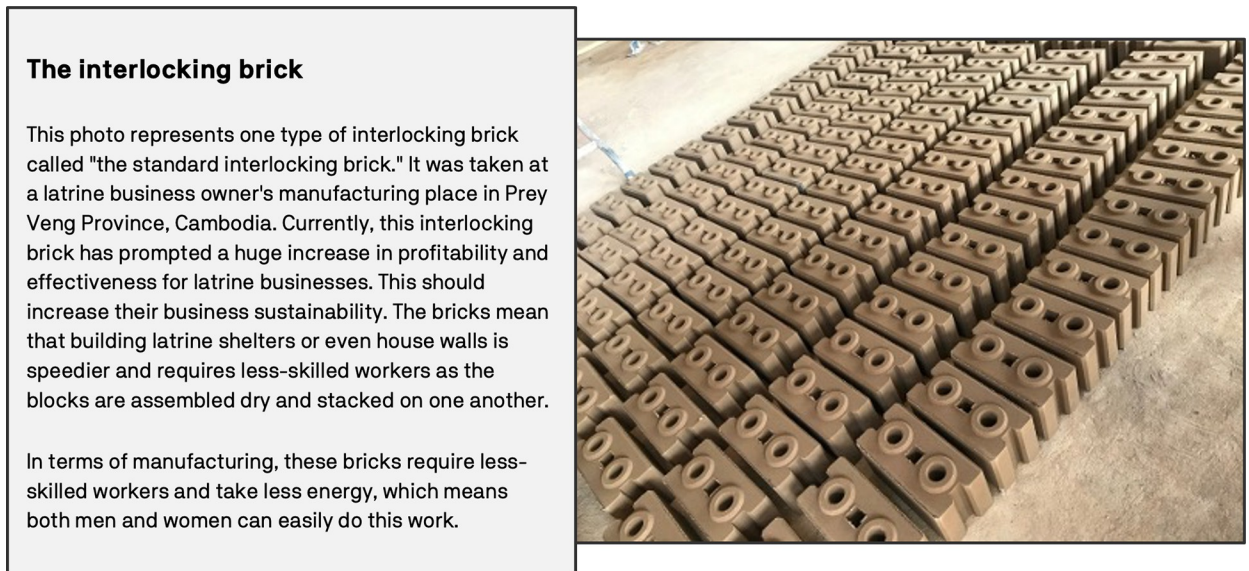 The interlocking brick
This photo represents one type of interlocking brick
called "the standard interlocking brick." It was taken at
a latrine business owner's manufacturing place in Prey
Veng Province, Cambodia. Currently, this interlocking
brick has prompted a huge increase in profitability and
effectiveness for latrine businesses. This should
increase their business sustainability. The bricks mean
that building latrine shelters or even house walls is
speedier and requires less-skilled workers as the
blocks are assembled dry and stacked on one another.
In terms of manufacturing, these bricks require less-
skilled workers and take less energy, which means
both men and women can easily do this work.